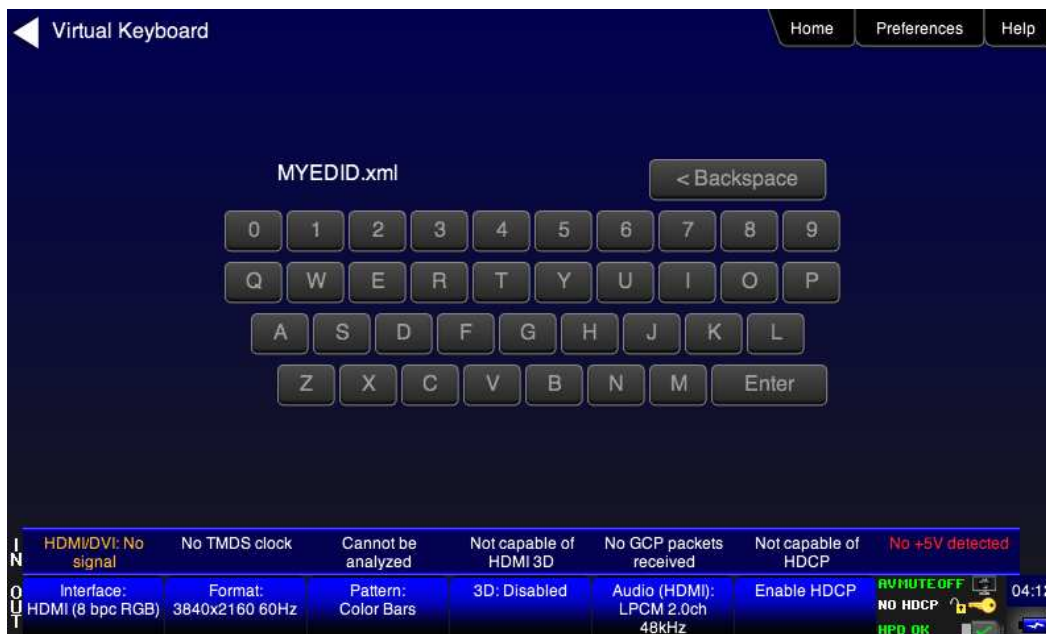 Virtual Keyboard
Home Preferences Help
MYEDID.xml
< Backspace
0 1 2 3 4 5 6 7 8 9
Q W E R T Y U I O P
A S D F G H J K L
Z X C V B N M Enter
IN
HDMI/DVI: No
signal
No TMDS clock
Cannot be
analyzed
Not capable of
HDMI 3D
No GCP packets
received
Not capable of
HDCP
No +5V detected
OUT
Interface:
HDMI (8 bpc RGB)
Format:
3840x2160 60Hz
Pattern:
Color Bars
3D: Disabled
Audio (HDMI):
LPCM 2.0ch
48kHz
Enable HDCP
AVMUTEOFF
NO HDCP
HPD OK